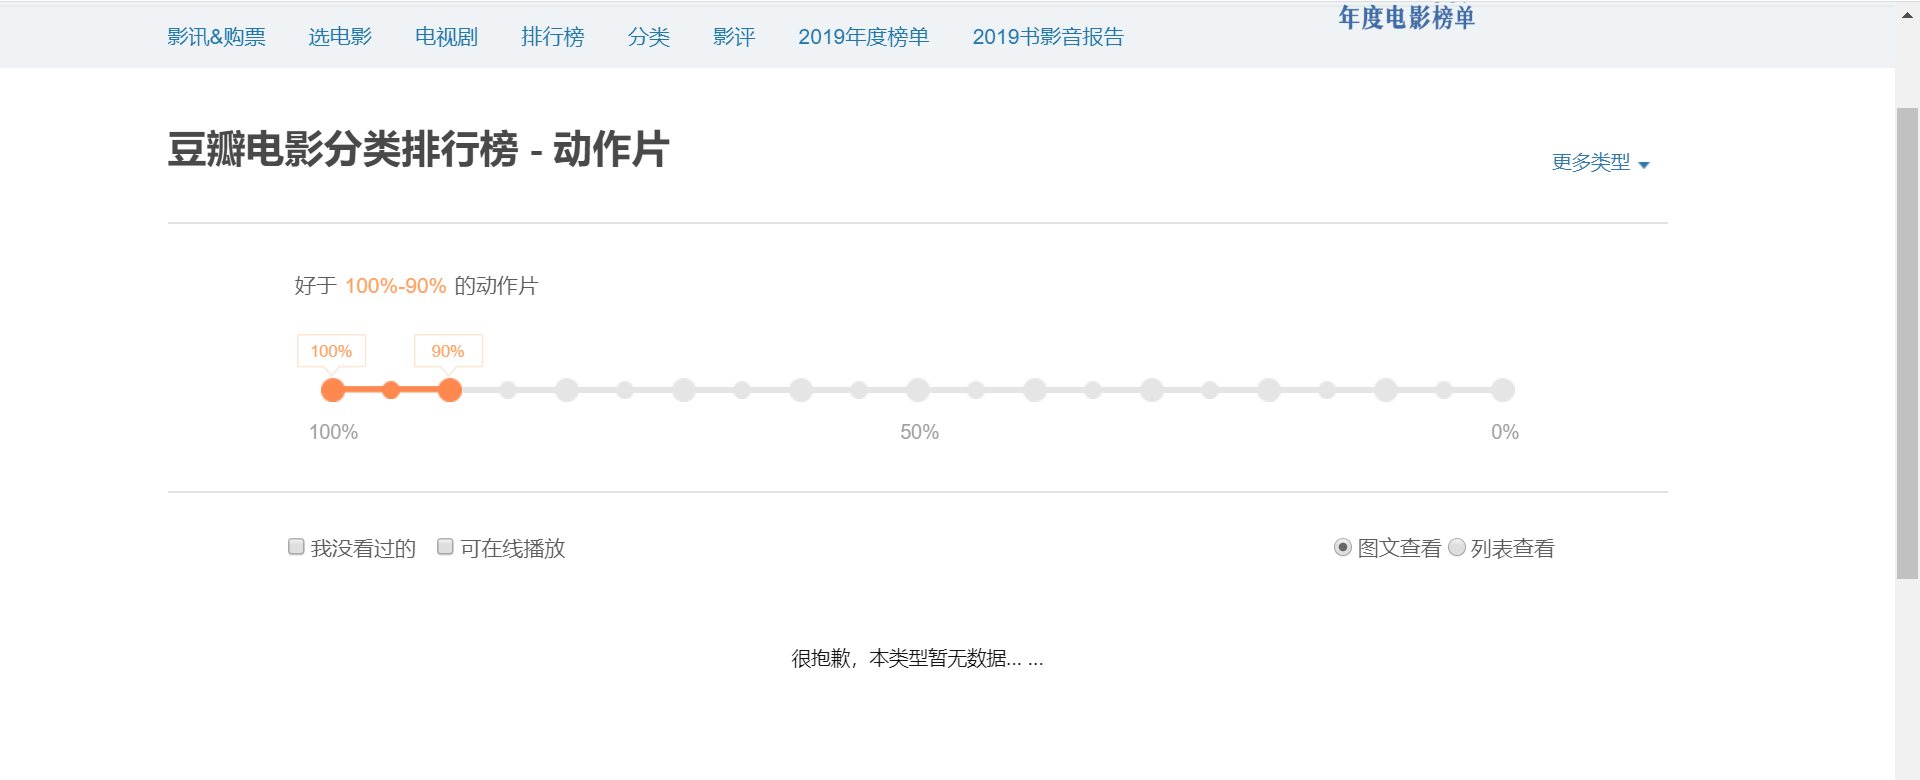 年度电影榜单
影讯&购票 选电影 电视剧 排行榜 分类 影评 2019年度榜单 2019书影音报告
豆瓣电影分类排行榜 - 动作片
更多类型
好于 100%-90% 的动作片
100% 90%
100% 50% 0%
我没看过的 可在线播放 图文查看 列表查看
很抱歉，本类型暂无数据... ...